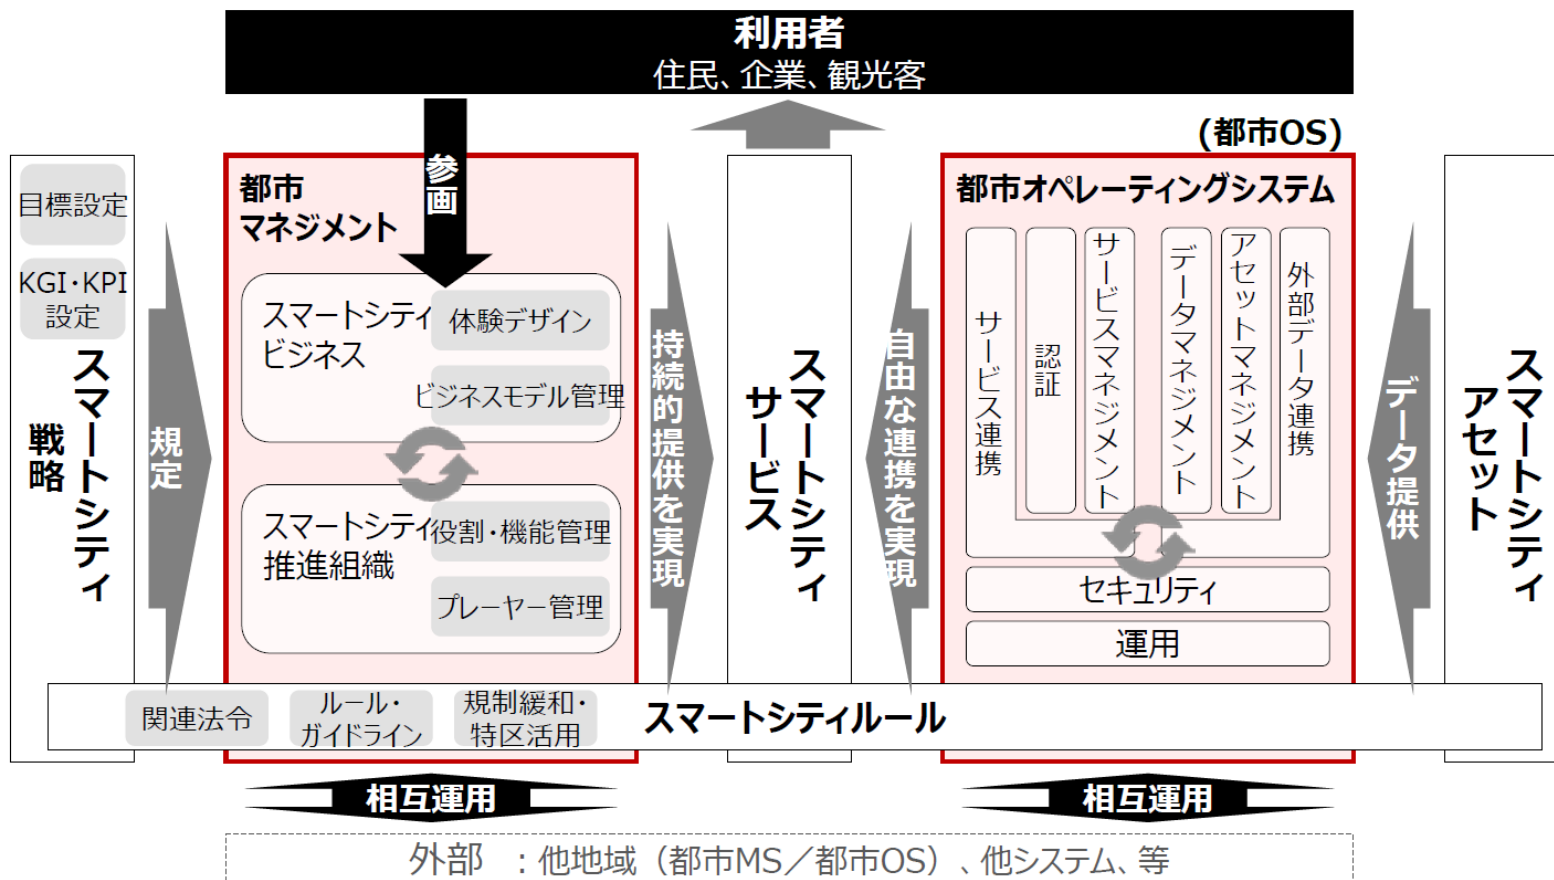 利用者
住民、企業、観光客
(都市OS)
目標設定
KGI・KPI
設定
スマートシティ
戦略
規定
都市
マネジメント
参画
スマートシティ
ビジネス
体験デザイン
ビジネスモデル管理
スマートシティ
推進組織
役割・機能管理
プレーヤー管理
持続的提供を実現
スマートシティ
サービス
自由な連携を実現
都市オペレーティングシステム
サービス連携
認証
サービスマネジメント
データマネジメント
アセットマネジメント
外部データ連携
セキュリティ
運用
データ提供
スマートシティ
アセット
関連法令
ルール・
ガイドライン
規制緩和・
特区活用
スマートシティルール
相互運用
相互運用
外部 :他地域（都市MS／都市OS）、他システム、等